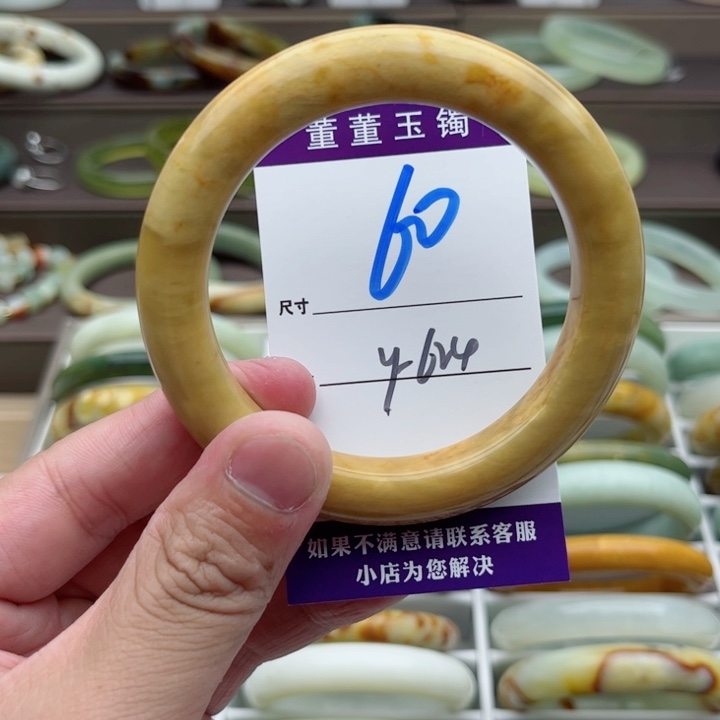 董董玉镯
60
尺寸
如果不满意请联系客服
小店为您解决